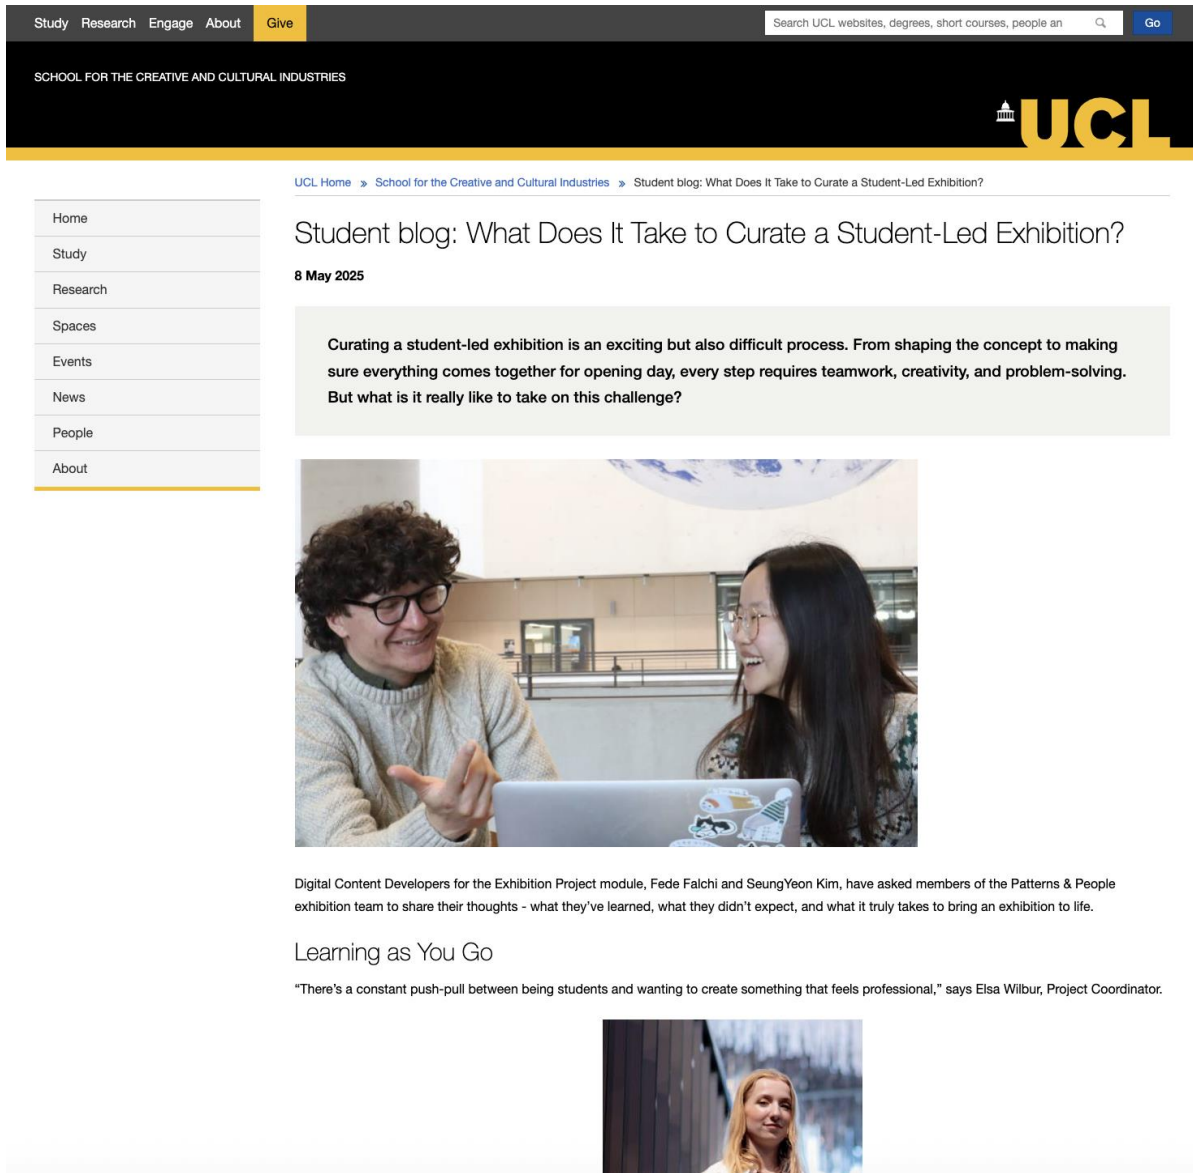 Study Research Engage About Give
Search UCL websites, degrees, short courses, people an
Go
SCHOOL FOR THE CREATIVE AND CULTURAL INDUSTRIES
UCL
UCL Home » School for the Creative and Cultural Industries » Student blog: What Does It Take to Curate a Student-Led Exhibition?
Home
Study
Research
Spaces
Events
News
People
About
Student blog: What Does It Take to Curate a Student-Led Exhibition?
8 May 2025
Curating a student-led exhibition is an exciting but also difficult process. From shaping the concept to making
sure everything comes together for opening day, every step requires teamwork, creativity, and problem-solving.
But what is it really like to take on this challenge?
Digital Content Developers for the Exhibition Project module, Fede Falchi and SeungYeon Kim, have asked members of the Patterns & People
exhibition team to share their thoughts - what they’ve learned, what they didn’t expect, and what it truly takes to bring an exhibition to life.
Learning as You Go
“There’s a constant push-pull between being students and wanting to create something that feels professional,” says Elsa Wilbur, Project Coordinator.